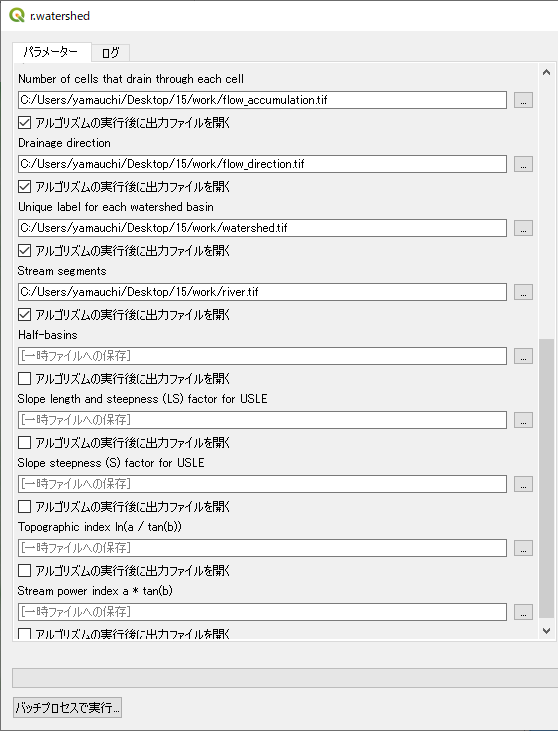 r.watershed
パラメーター ログ
Number of cells that drain through each cell
C:/Users/yamauchi/Desktop/15/work/flow_accumulation.tif ...
アルゴリズムの実行後に出力ファイルを開く
Drainage direction
C:/Users/yamauchi/Desktop/15/work/flow_direction.tif ...
アルゴリズムの実行後に出力ファイルを開く
Unique label for each watershed basin
C:/Users/yamauchi/Desktop/15/work/watershed.tif ...
アルゴリズムの実行後に出力ファイルを開く
Stream segments
C:/Users/yamauchi/Desktop/15/work/river.tif ...
アルゴリズムの実行後に出力ファイルを開く
Half-basins
[一時ファイルへの保存] ...
アルゴリズムの実行後に出力ファイルを開く
Slope length and steepness (LS) factor for USLE
[一時ファイルへの保存] ...
アルゴリズムの実行後に出力ファイルを開く
Slope steepness (S) factor for USLE
[一時ファイルへの保存] ...
アルゴリズムの実行後に出力ファイルを開く
Topographic index ln(a / tan(b))
[一時ファイルへの保存] ...
アルゴリズムの実行後に出力ファイルを開く
Stream power index a * tan(b)
[一時ファイルへの保存] ...
アルゴリズムの実行後に出力ファイルを開く
バッチプロセスで実行...